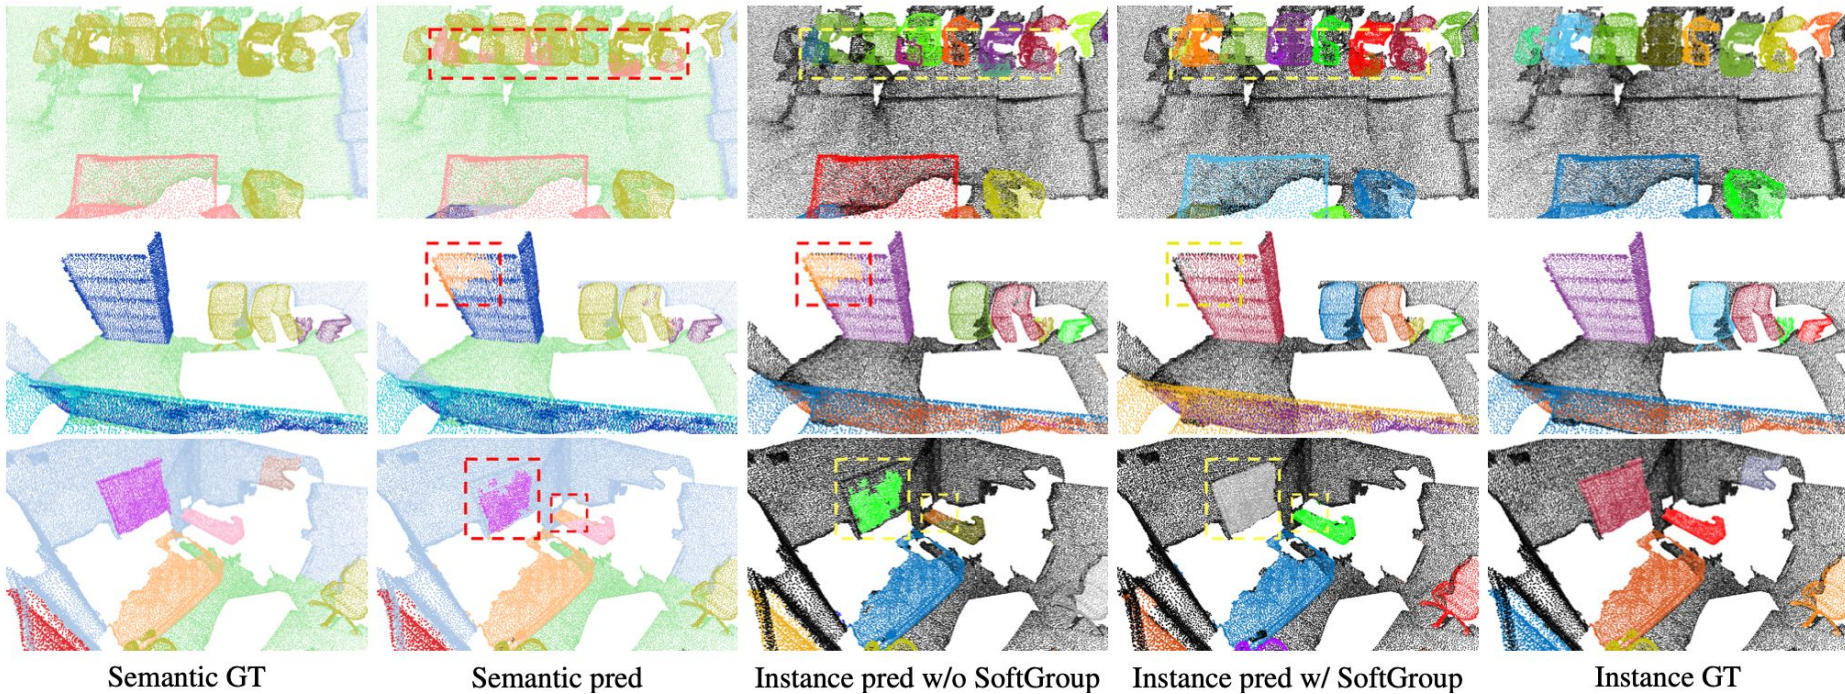 Semantic GT
Semantic pred
Instance pred w/o SoftGroup
Instance pred w/ SoftGroup
Instance GT